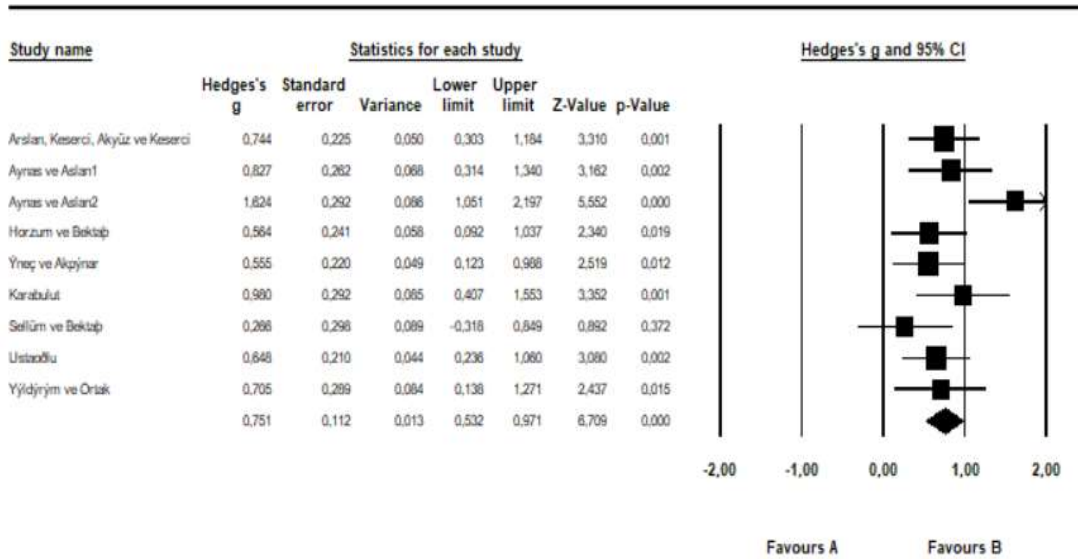 Study name Statistics for each study Hedges's g and 95% CI
Hedges's Standard Lower Upper
g error Variance limit limit Z-Value p-Value
Arslan, Keserci, Akyüz ve Keserci 0,744 0,225 0,050 0,303 1,184 3,310 0,001
Aynas ve Aslan1 0,827 0,262 0,068 0,314 1,340 3,162 0,002
Aynas ve Aslan2 1,624 0,292 0,086 1,051 2,197 5,552 0,000
Horzum ve Bektaþ 0,564 0,241 0,058 0,092 1,037 2,340 0,019
Ýneç ve Akpýnar 0,555 0,220 0,049 0,123 0,988 2,519 0,012
Karabulut 0,980 0,292 0,085 0,407 1,553 3,352 0,001
Sellüm ve Bektaþ 0,266 0,298 0,089 -0,318 0,849 0,892 0,372
Ustaoðlu 0,648 0,210 0,044 0,236 1,060 3,080 0,002
Yýldýrým ve Ortak 0,705 0,289 0,084 0,138 1,271 2,437 0,015
0,751 0,112 0,013 0,532 0,971 6,709 0,000
-2,00 -1,00 0,00 1,00 2,00
Favours A Favours B